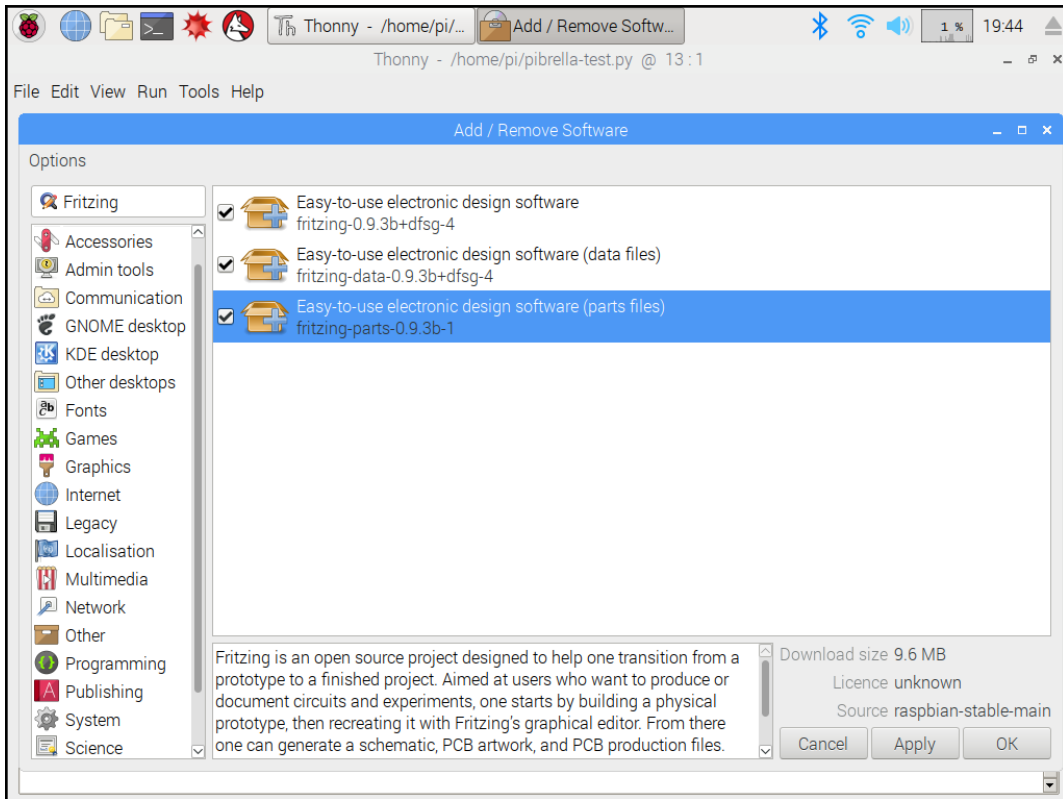 Thonny - /home/pi/...
Add / Remove Softw...
1 %
19:44
Thonny - /home/pi/pibrella-test.py @ 13 : 1
File Edit View Run Tools Help
Add / Remove Software
Options
Fritzing
Accessories
Admin tools
Communication
GNOME desktop
KDE desktop
Other desktops
Fonts
Games
Graphics
Internet
Legacy
Localisation
Multimedia
Network
Other
Programming
Publishing
System
Science
Easy-to-use electronic design software
fritzing-0.9.3b+dfsg-4
Easy-to-use electronic design software (data files)
fritzing-data-0.9.3b+dfsg-4
Easy-to-use electronic design software (parts files)
fritzing-parts-0.9.3b-1
Fritzing is an open source project designed to help one transition from a
prototype to a finished project. Aimed at users who want to produce or
document circuits and experiments, one starts by building a physical
prototype, then recreating it with Fritzing's graphical editor. From there
one can generate a schematic, PCB artwork, and PCB production files.
Download size 9.6 MB
Licence unknown
Source raspbian-stable-main
Cancel
Apply
OK